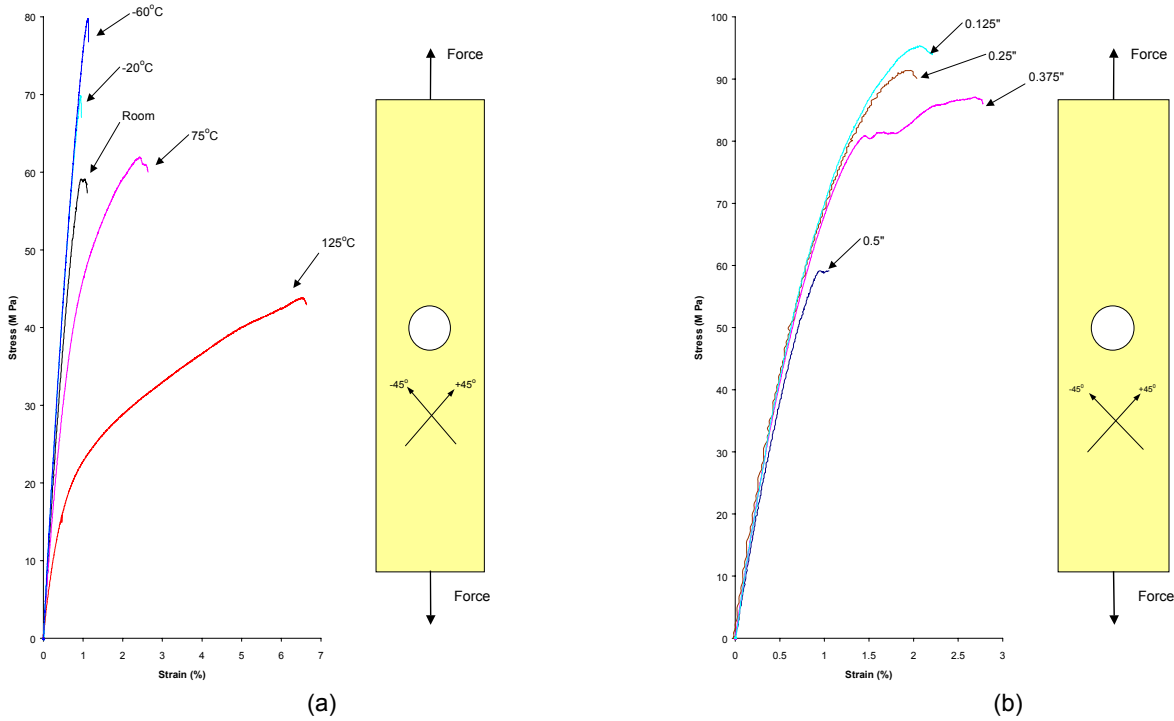 80
70
60
50
40
30
20
10
0
Stress (M Pa)
0 1 2 3 4 5 6 7
Strain (%)
-60°C
-20°C
Room
75°C
125°C
Force
-45° +45°
Force
(a)
100
90
80
70
60
50
40
30
20
10
0
Stress (M Pa)
0 0.5 1 1.5 2 2.5 3
Strain (%)
0.125"
0.25"
0.375"
0.5"
Force
-45° +45°
Force
(b)